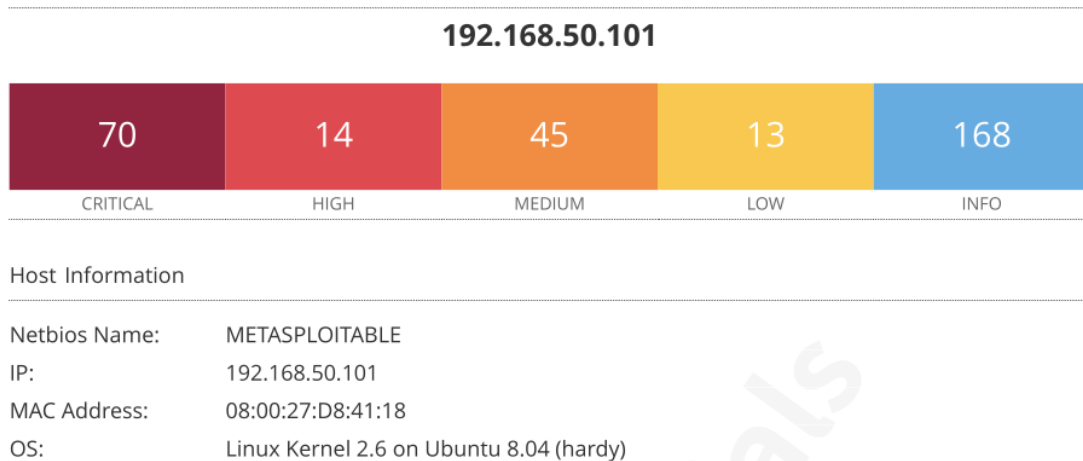 192.168.50.101
70 14 45 13 168
CRITICAL HIGH MEDIUM LOW INFO
Host Information
Netbios Name: METASPLOITABLE
IP: 192.168.50.101
MAC Address: 08:00:27:D8:41:18
OS: Linux Kernel 2.6 on Ubuntu 8.04 (hardy)
als